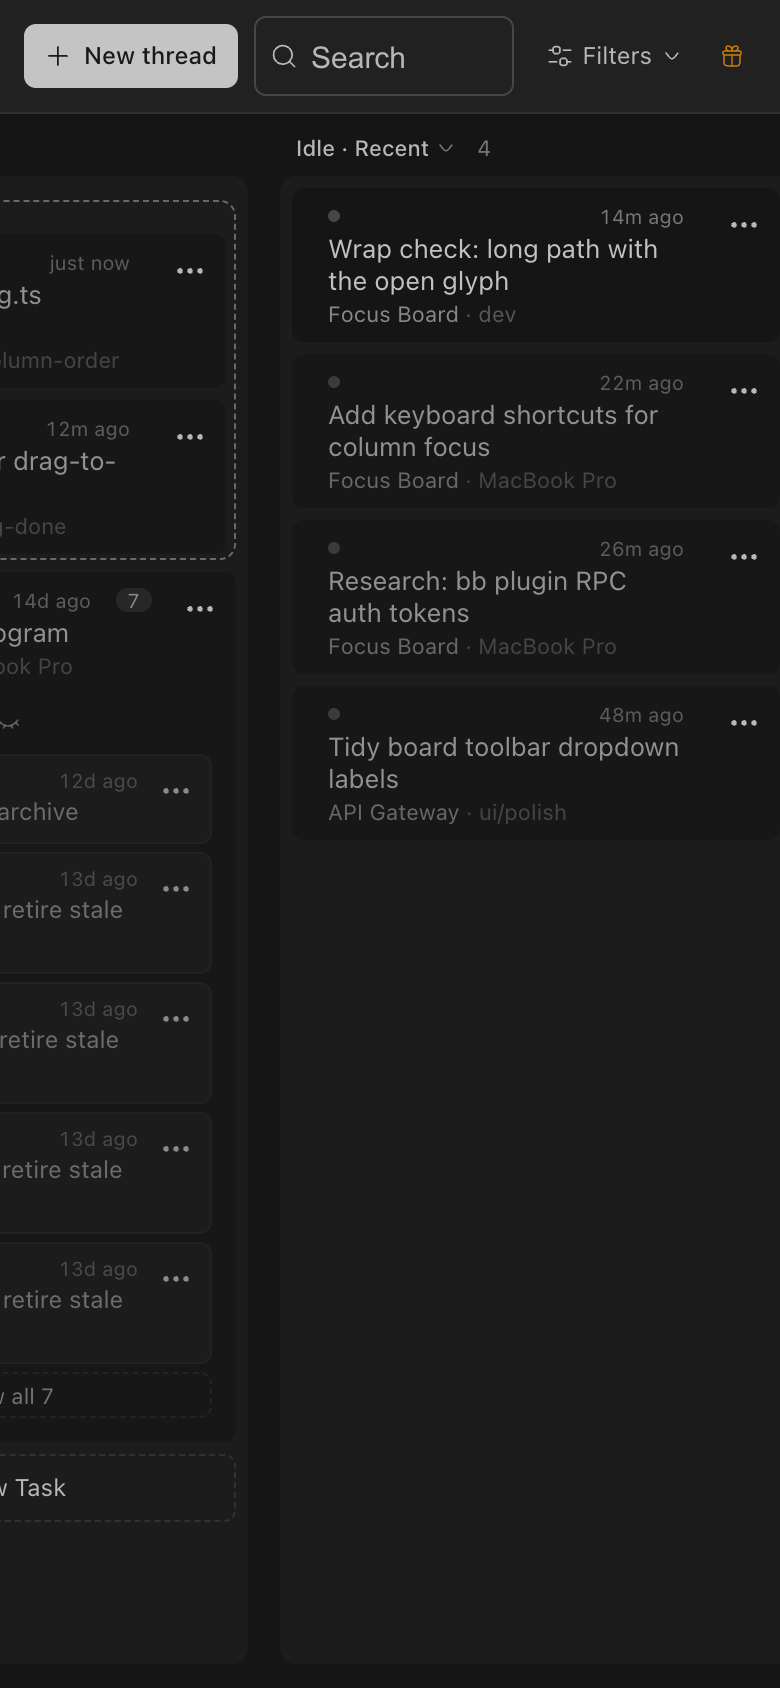 New thread
Search
Filters
just now
g.ts
lumn-order
12m ago
r drag-to-
g-done
14d ago
7
ogram
ook Pro
12d ago
archive
13d ago
retire stale
13d ago
retire stale
13d ago
retire stale
13d ago
retire stale
w all 7
w Task
Idle · Recent
4
14m ago
Wrap check: long path with
the open glyph
Focus Board · dev
22m ago
Add keyboard shortcuts for
column focus
Focus Board · MacBook Pro
26m ago
Research: bb plugin RPC
auth tokens
Focus Board · MacBook Pro
48m ago
Tidy board toolbar dropdown
labels
API Gateway · ui/polish